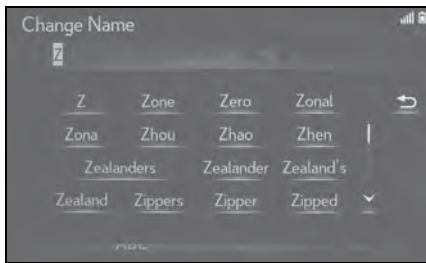 Change Name
Z
Z Zone Zero Zonal
Zona Zhou Zhao Zhen
Zealanders Zealander Zealand's
Zealand Zippers Zipper Zipped